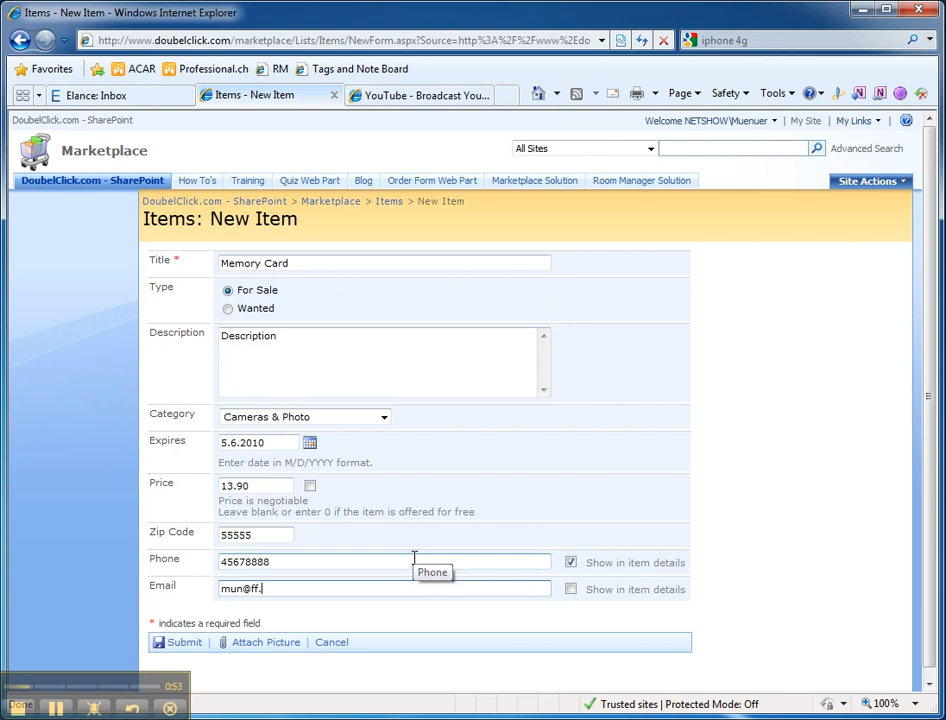 Items - New Item - Windows Internet Explorer
http://www.doubelclick.com/marketplace/Lists/Items/NewForm.aspx?Source=http%3A%2F%2Fwww%2Edo
iphone 4g
Favorites ACAR Professional.ch RM Tags and Note Board
Elance: Inbox Items - New Item x YouTube - Broadcast You...
Page Safety Tools
DoubelClick.com - SharePoint Welcome NETSHOW\Muenuer My Site My Links
Marketplace All Sites Advanced Search
DoubelClick.com - SharePoint How To's Training Quiz Web Part Blog Order Form Web Part Marketplace Solution Room Manager Solution Site Actions
DoubelClick.com - SharePoint > Marketplace > Items > New Item
Items: New Item
Title * Memory Card
Type For Sale
Wanted
Description Description
Category Cameras & Photo
Expires 5.6.2010
Enter date in M/D/YYYY format.
Price 13.90
Price is negotiable
Leave blank or enter 0 if the item is offered for free
Zip Code 55555
Phone 45678888 Show in item details
Phone
Email mun@ff. Show in item details
* indicates a required field
Submit | Attach Picture | Cancel
0:53
Done Trusted sites | Protected Mode: Off 100%